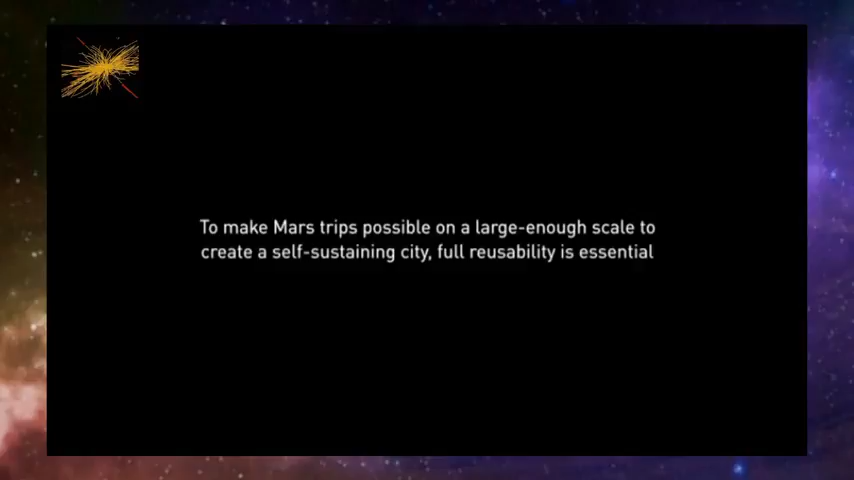 To make Mars trips possible on a large-enough scale to
create a self-sustaining city, full reusability is essential